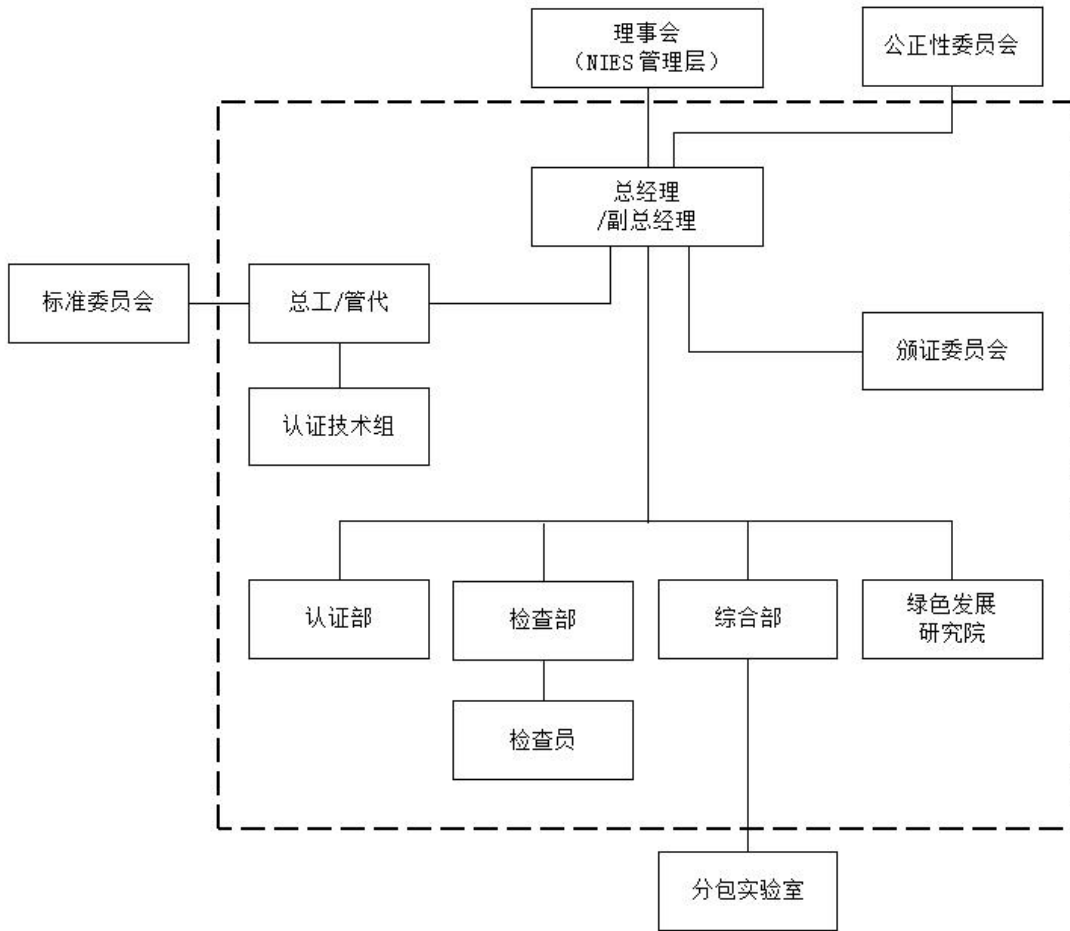 理事会
（NIES 管理层）
公正性委员会
总经理
/副总经理
标准委员会
总工/管代
颁证委员会
认证技术组
认证部
检查部
综合部
绿色发展
研究院
检查员
分包实验室